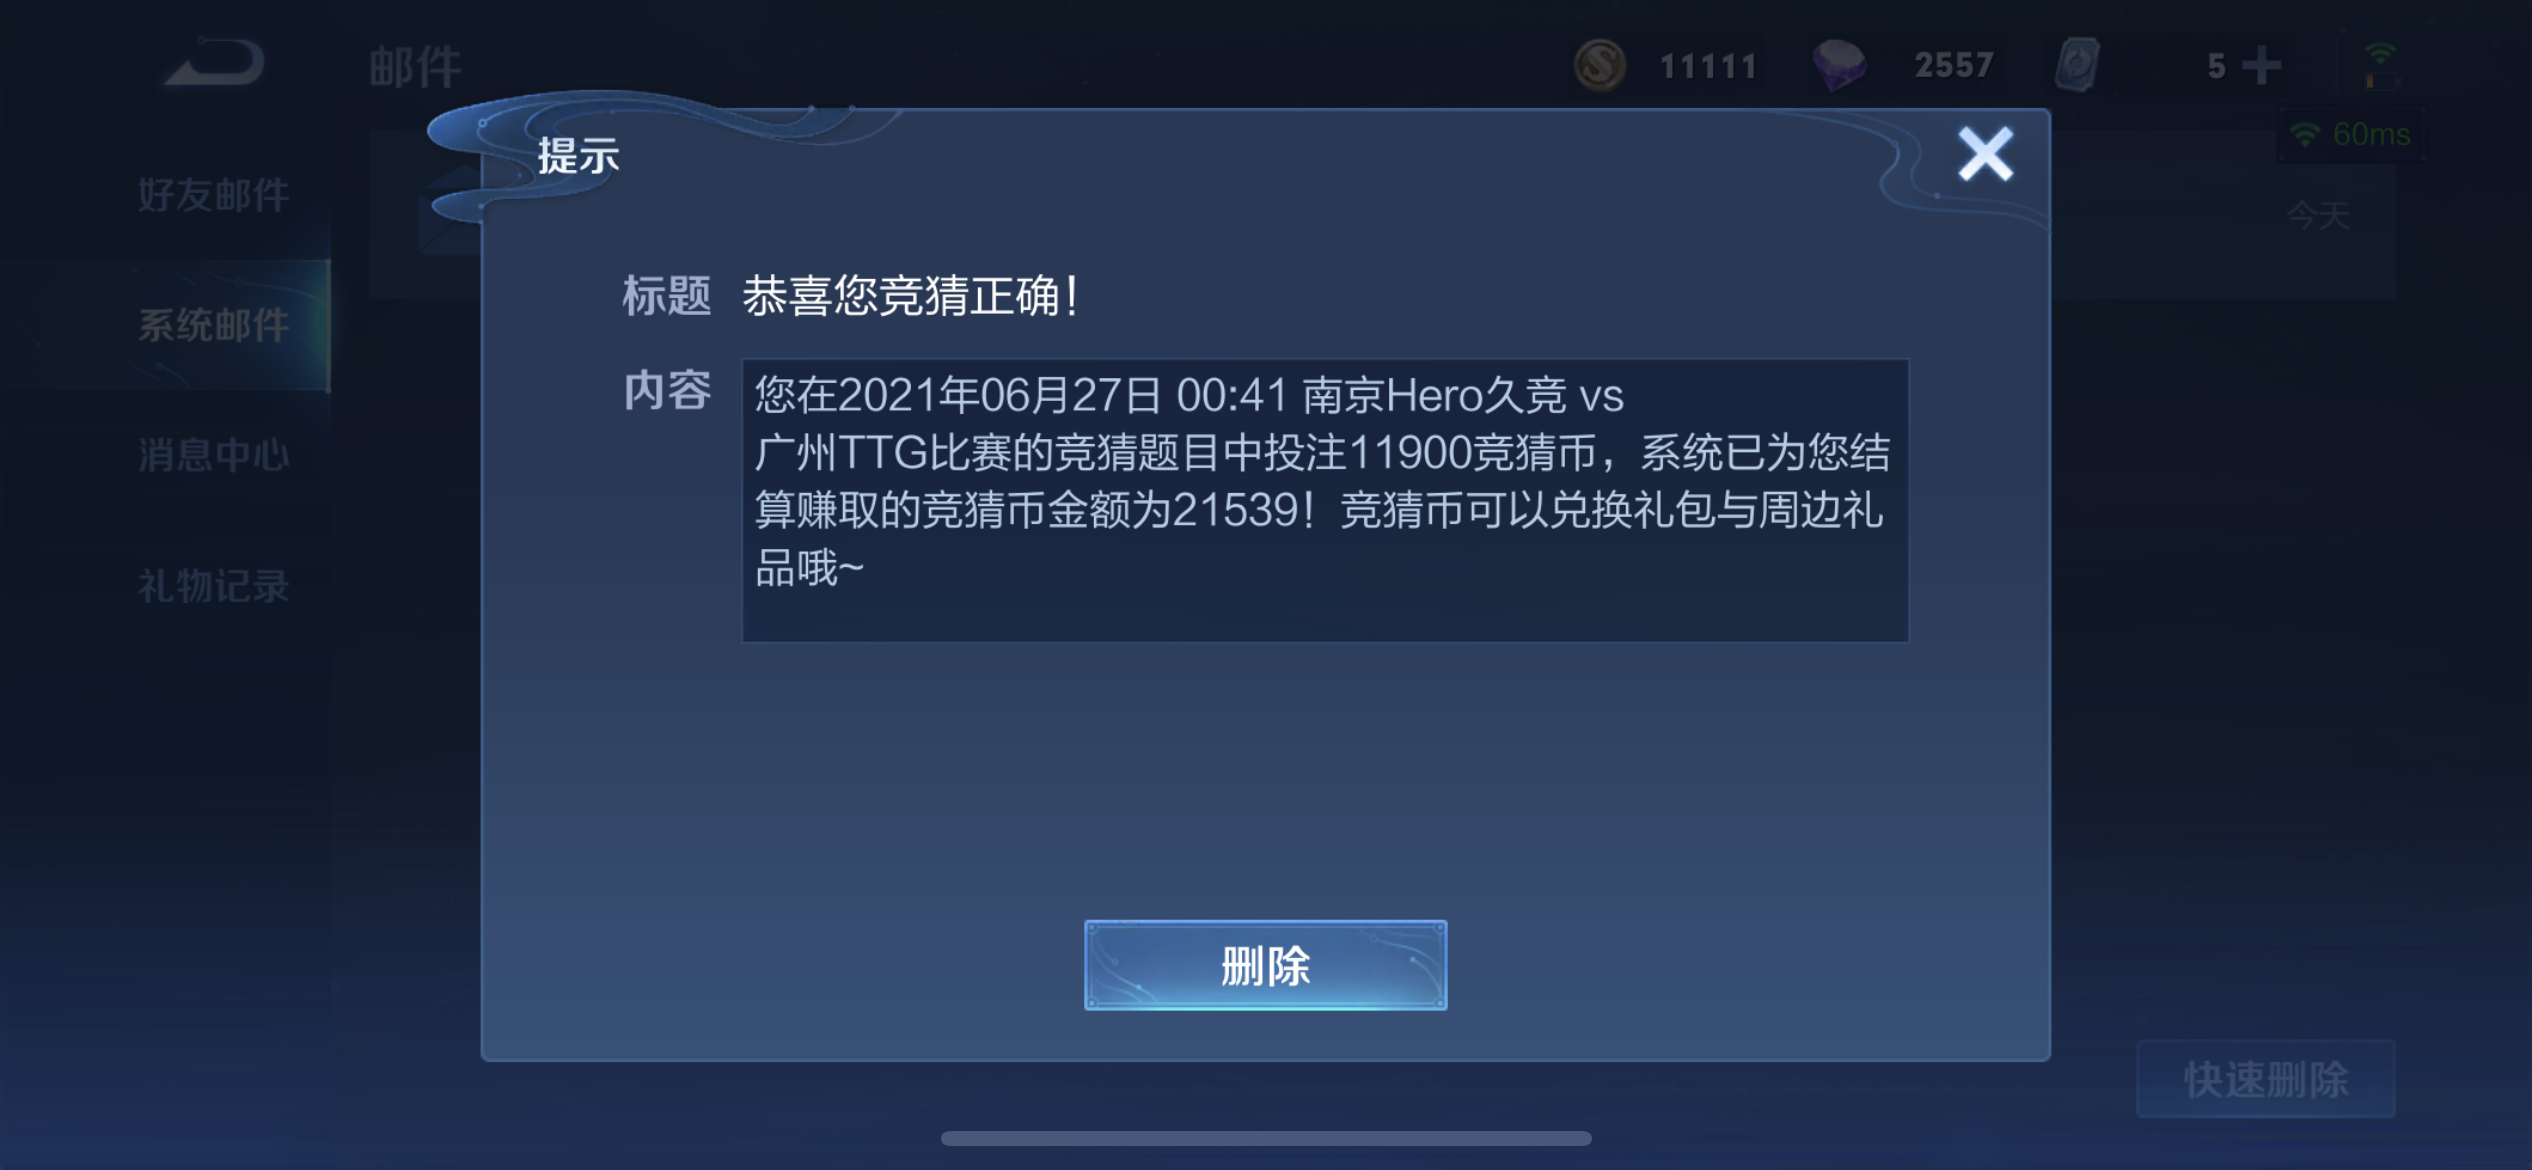 邮件
11111
2557
5
60ms
好友邮件
系统邮件
消息中心
礼物记录
今天
提示
标题 恭喜您竞猜正确！
内容
您在2021年06月27日 00:41 南京Hero久竞 vs
广州TTG比赛的竞猜题目中投注11900竞猜币，系统已为您结
算赚取的竞猜币金额为21539！竞猜币可以兑换礼包与周边礼
品哦~
删除
快速删除